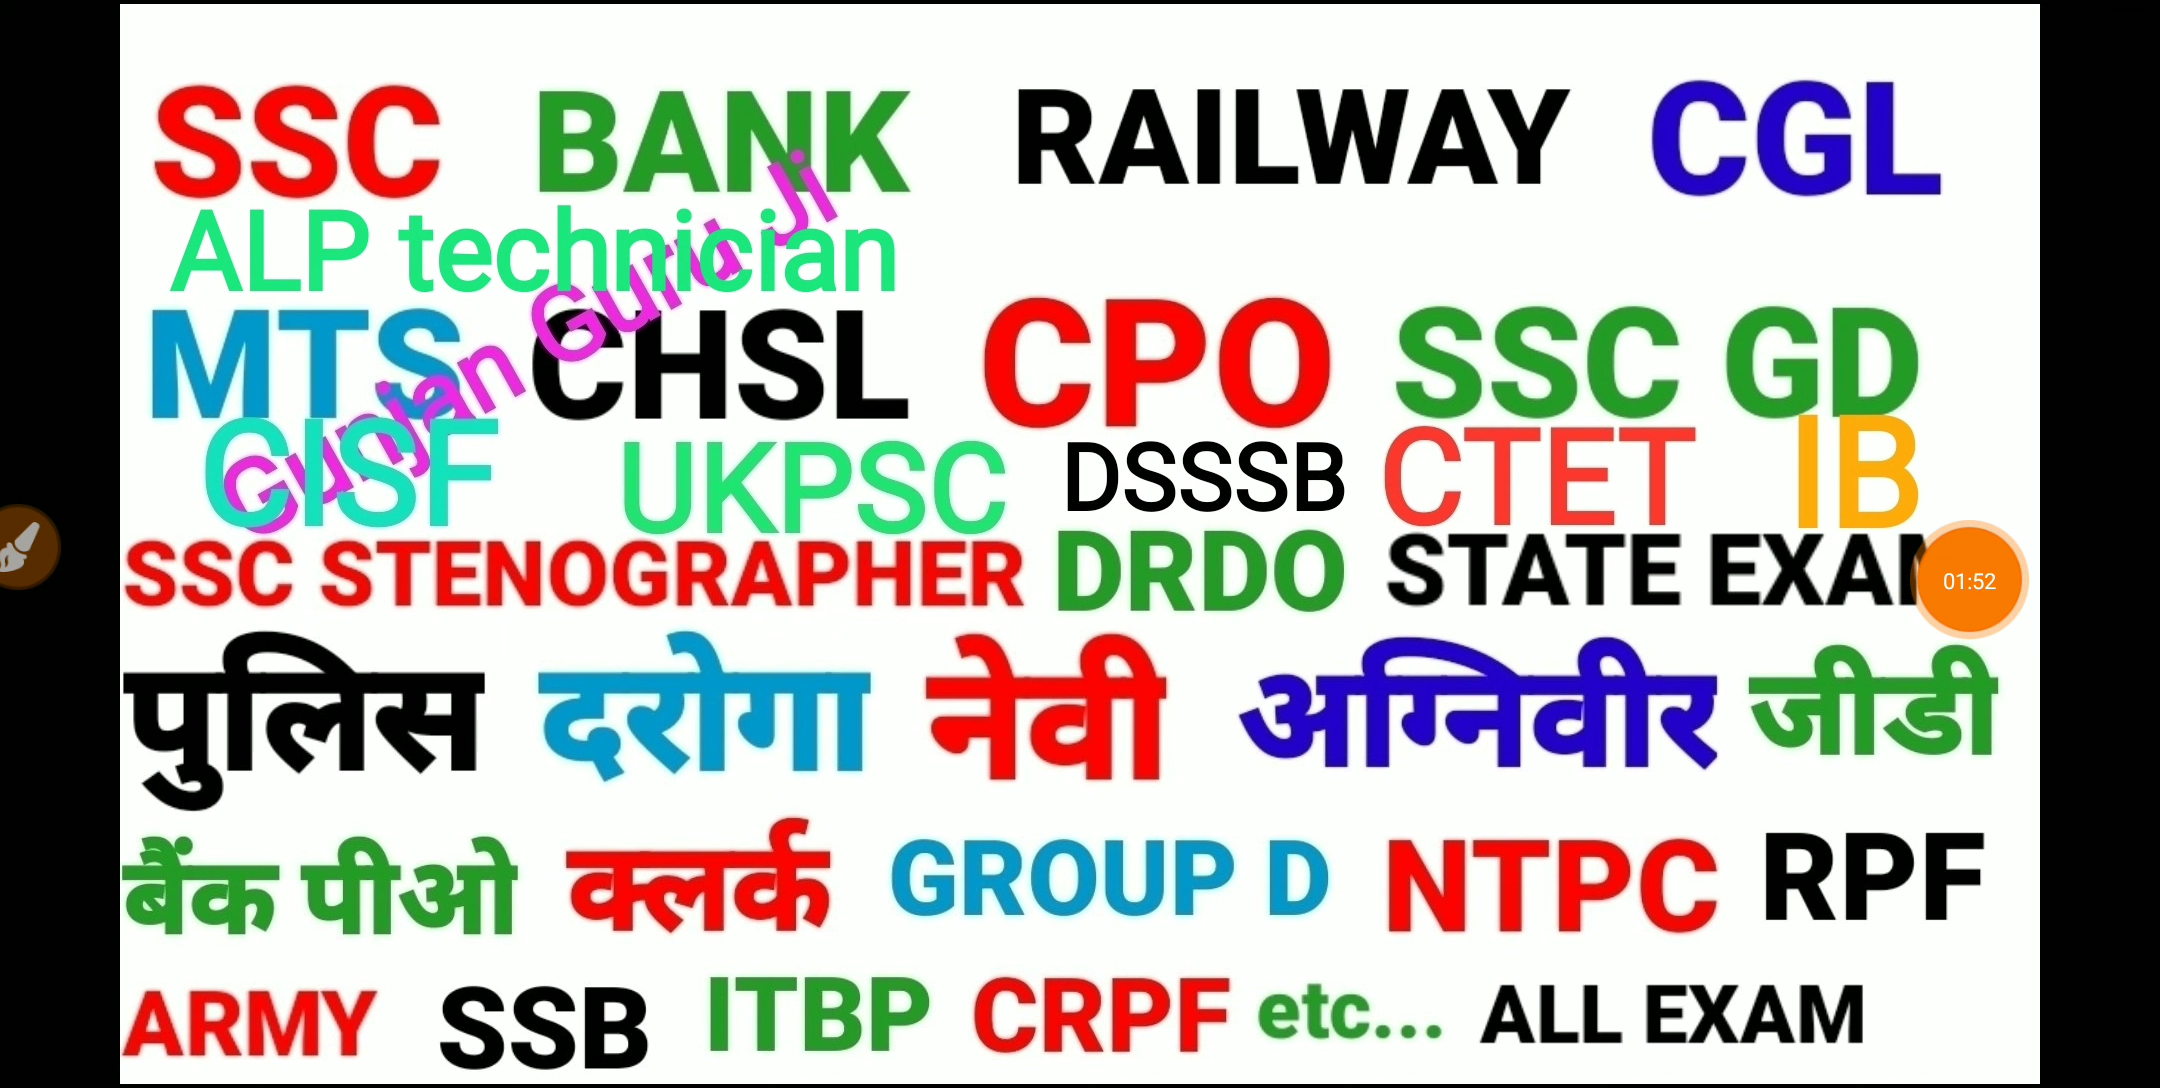 SSC BANK RAILWAY CGL
ALP technician
Gunjan Guru Ji
MTS CHSL CPO SSC GD
CISF UKPSC DSSSB CTET IB
SSC STENOGRAPHER DRDO STATE EXAM
01:52
पुलिस दरोगा नेवी अग्निवीर जीडी
बैंक पीओ क्लर्क GROUP D NTPC RPF
ARMY SSB ITBP CRPF etc... ALL EXAM